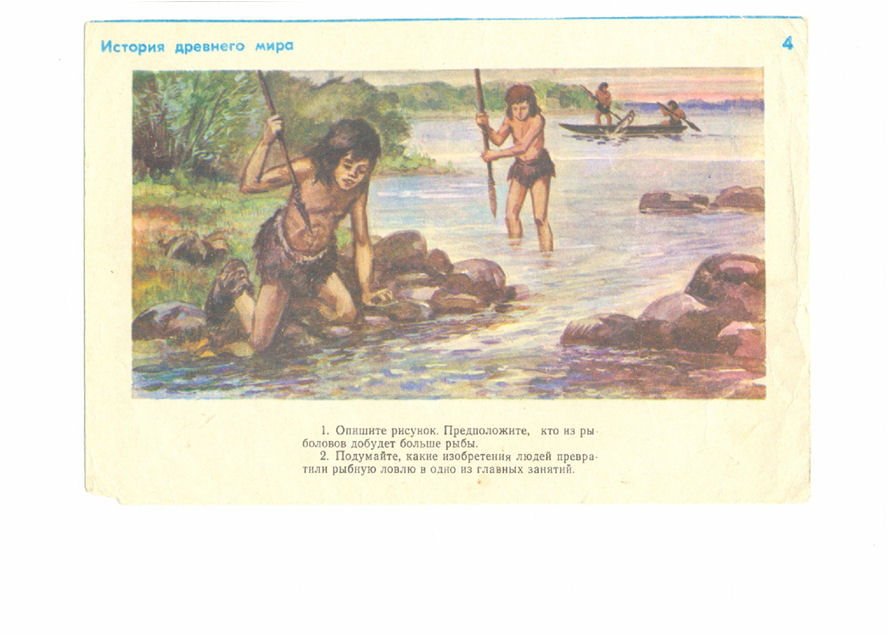 История древнего мира
4
1. Опишите рисунок. Предположите, кто из ры-
боловов добудет больше рыбы.
2. Подумайте, какие изобретения людей превра-
тили рыбную ловлю в одно из главных занятий.